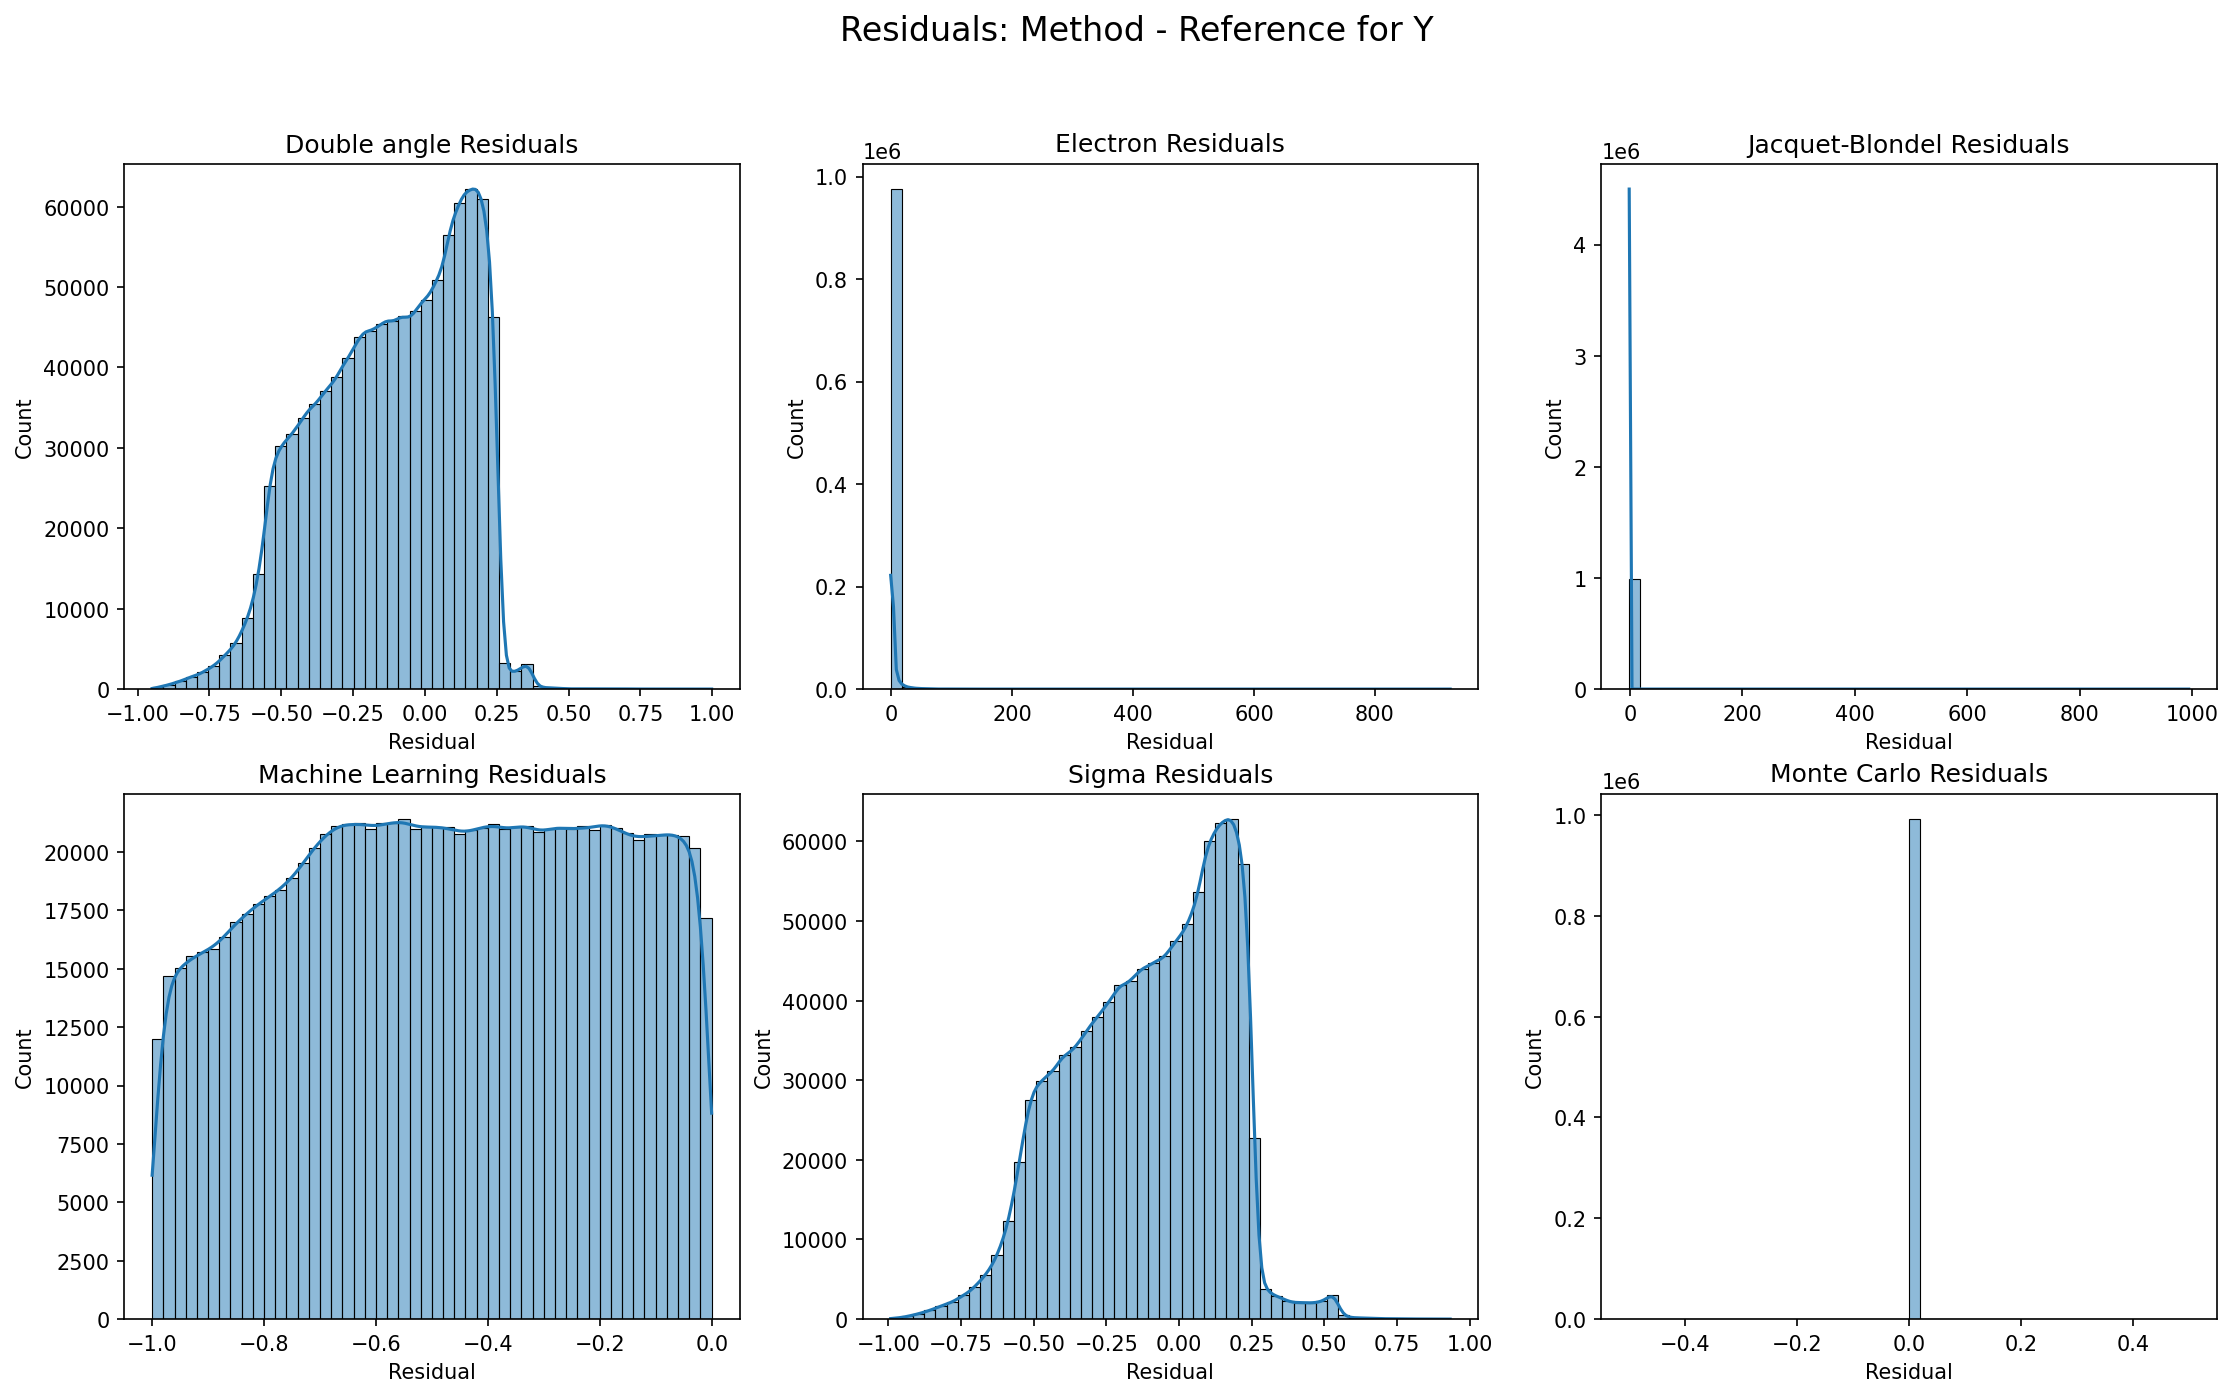 Residuals: Method - Reference for Y
Double angle Residuals
Count
60000
50000
40000
30000
20000
10000
0
−1.00 −0.75 −0.50 −0.25 0.00 0.25 0.50 0.75 1.00
Residual
Electron Residuals
1e6
Count
1.0
0.8
0.6
0.4
0.2
0.0
0 200 400 600 800
Residual
Jacquet-Blondel Residuals
1e6
Count
4
3
2
1
0
0 200 400 600 800 1000
Residual
Machine Learning Residuals
Count
20000
17500
15000
12500
10000
7500
5000
2500
0
−1.0 −0.8 −0.6 −0.4 −0.2 0.0
Residual
Sigma Residuals
Count
60000
50000
40000
30000
20000
10000
0
−1.00 −0.75 −0.50 −0.25 0.00 0.25 0.50 0.75 1.00
Residual
Monte Carlo Residuals
1e6
Count
1.0
0.8
0.6
0.4
0.2
0.0
−0.4 −0.2 0.0 0.2 0.4
Residual